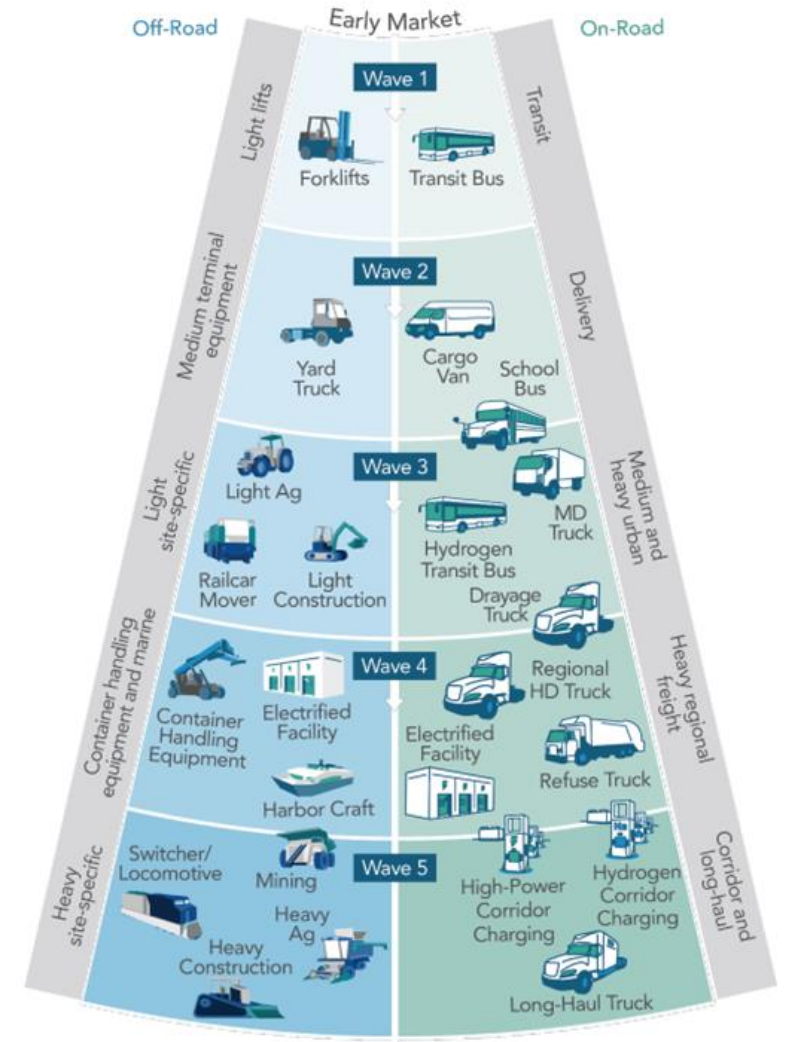 Early Market
Off-Road
On-Road
Wave 1
Light lifts
Transit
Forklifts
Transit Bus
Wave 2
Medium terminal
equipment
Delivery
Yard
Truck
Cargo
Van
School
Bus
Wave 3
Light
site-specific
Medium and
heavy urban
Light Ag
MD
Truck
Railcar
Mover
Light
Construction
Hydrogen
Transit Bus
Drayage
Truck
Wave 4
Container handling
equipment and marine
Heavy regional
freight
Container
Handling
Equipment
Electrified
Facility
Harbor Craft
Regional
HD Truck
Electrified
Facility
Refuse Truck
Wave 5
Heavy
site-specific
Corridor and
long-haul
Switcher/
Locomotive
Mining
Heavy
Ag
Heavy
Construction
High-Power
Corridor
Charging
Hydrogen
Corridor
Charging
Long-Haul Truck